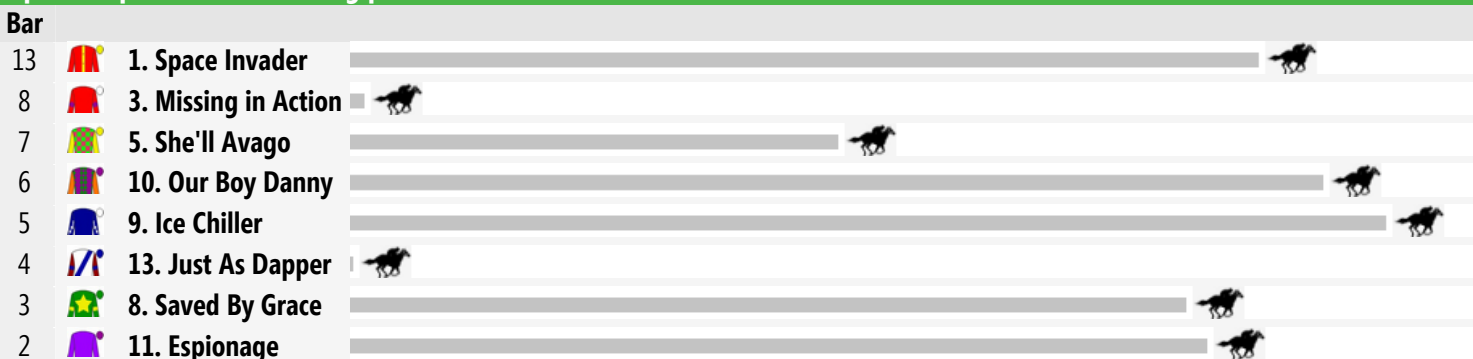 Bar
13 1. Space Invader
8 3. Missing in Action
7 5. She'll Avago
6 10. Our Boy Danny
5 9. Ice Chiller
4 13. Just As Dapper
3 8. Saved By Grace
2 11. Espionage